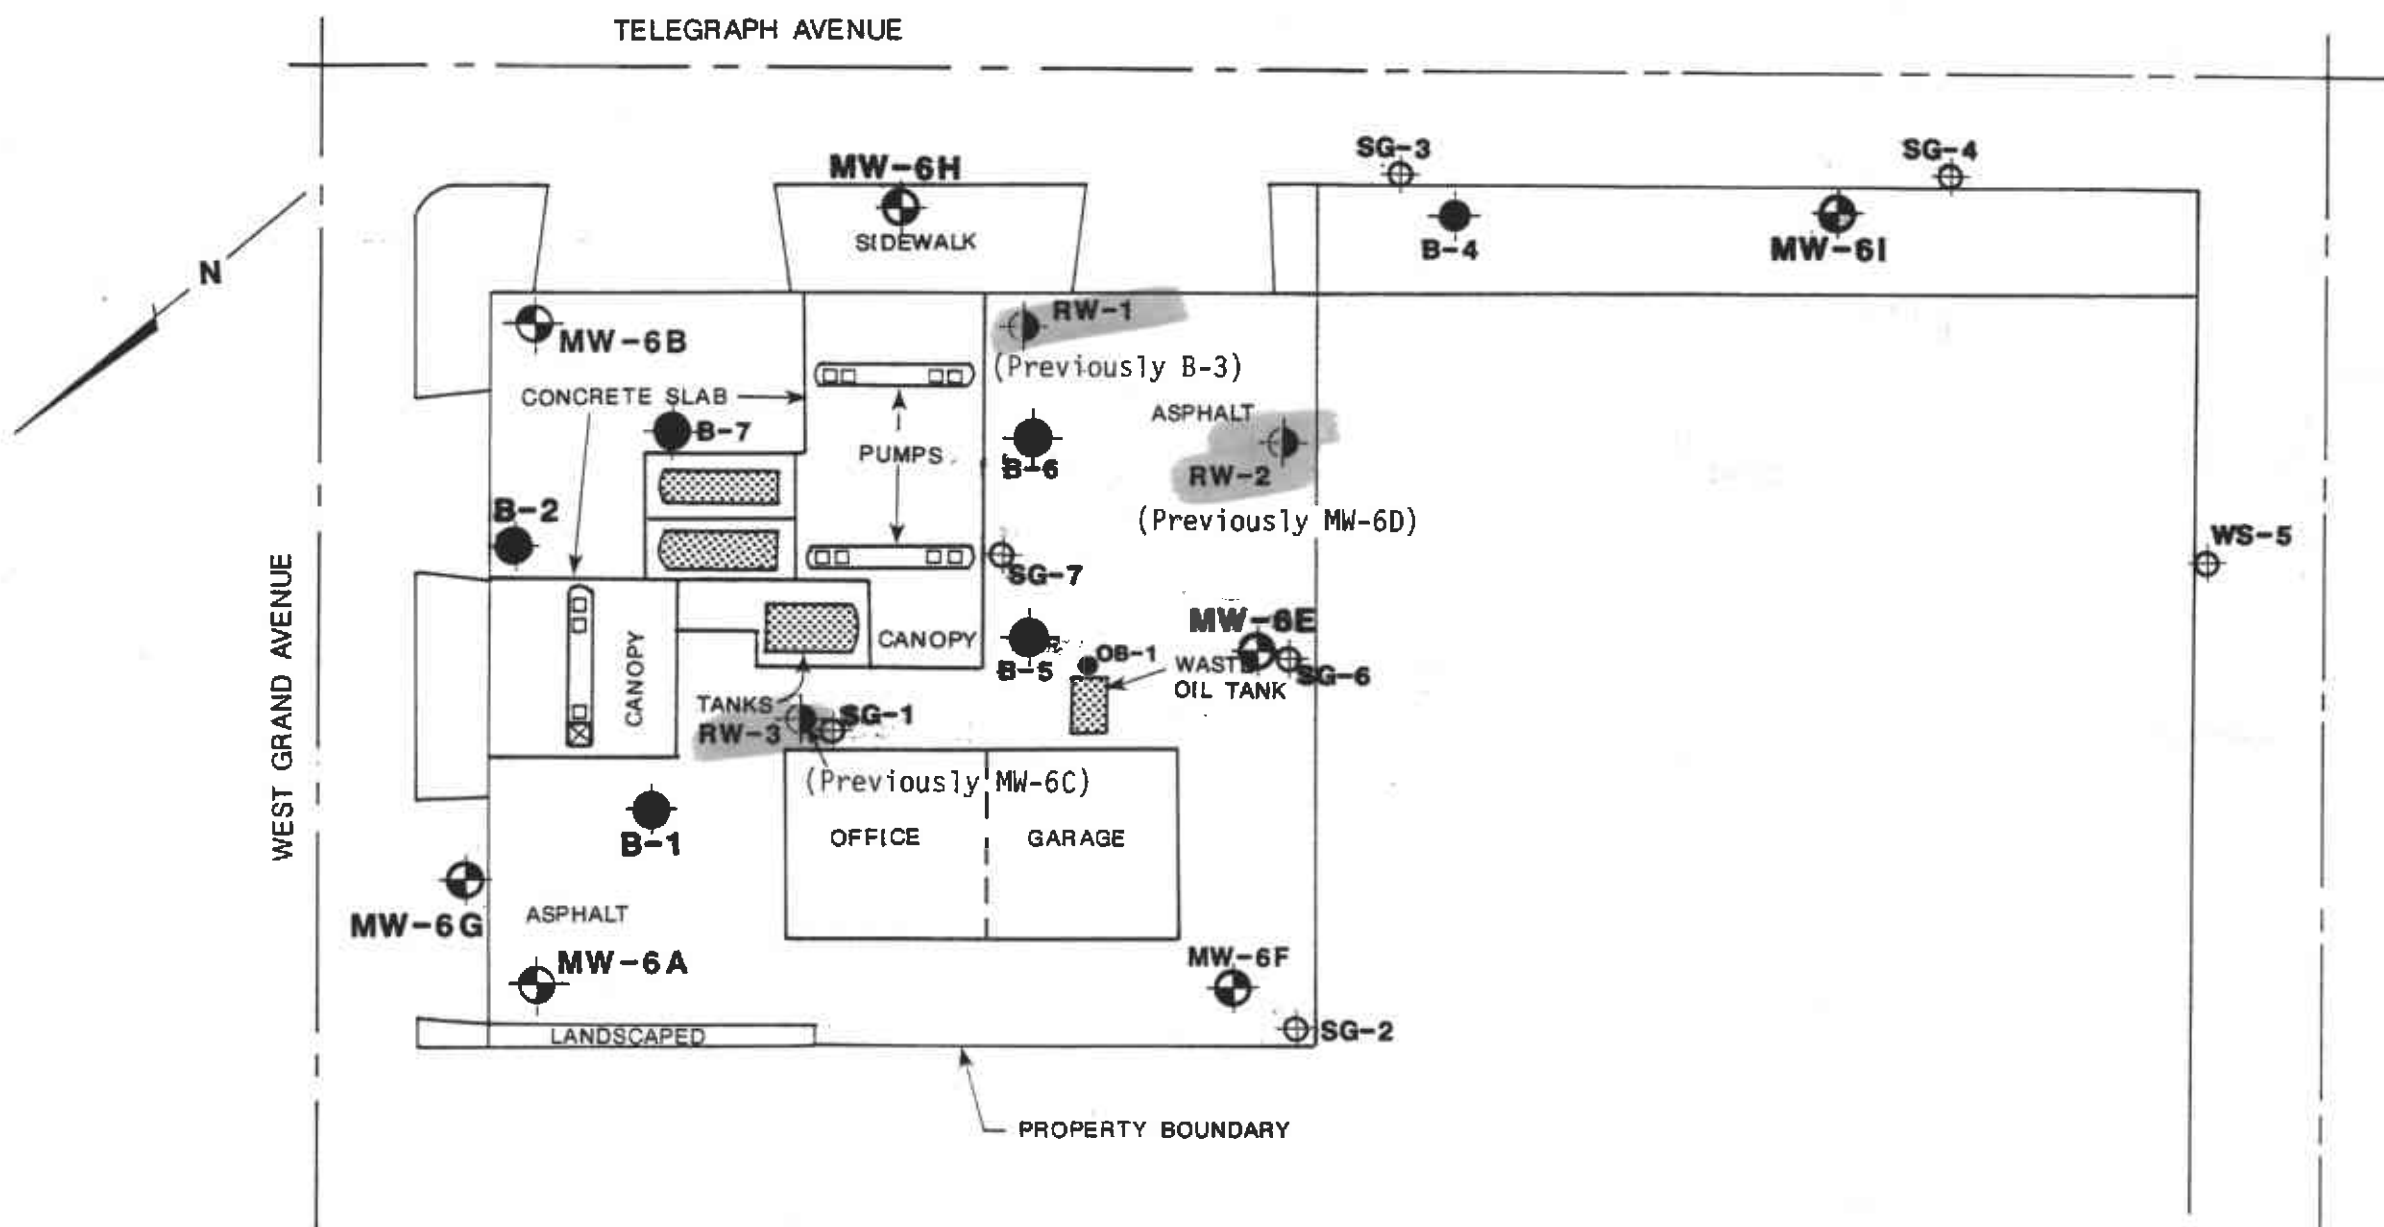 TELEGRAPH AVENUE
SG-3
SG-4
MW-6H
SIDEWALK
B-4
MW-6I
N
RW-1
MW-6B
(Previously B-3)
CONCRETE SLAB
ASPHALT
B-7
PUMPS
B-6
RW-2
B-2
(Previously MW-6D)
WS-5
SG-7
WEST GRAND AVENUE
MW-6E
CANOPY
CANOPY
B-5
OB-1
WASTE
OIL TANK
SG-6
TANKS
SG-1
RW-3
(Previously MW-6C)
B-1
OFFICE
GARAGE
MW-6G
ASPHALT
MW-6A
MW-6F
LANDSCAPED
SG-2
PROPERTY BOUNDARY